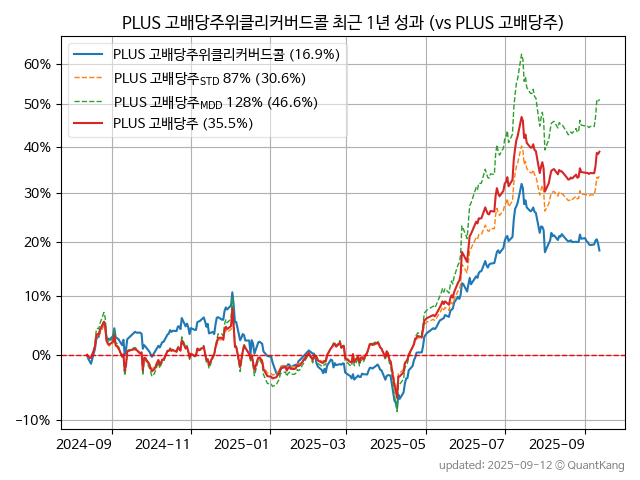 PLUS 고배당주위클리커버드콜 최근 1년 성과 (vs PLUS 고배당주)
PLUS 고배당주위클리커버드콜 (16.9%)
PLUS 고배당주STD 87% (30.6%)
PLUS 고배당주MDD 128% (46.6%)
PLUS 고배당주 (35.5%)
60%
50%
40%
30%
20%
10%
0%
−10%
2024-09 2024-11 2025-01 2025-03 2025-05 2025-07 2025-09
updated: 2025-09-12 © QuantKang